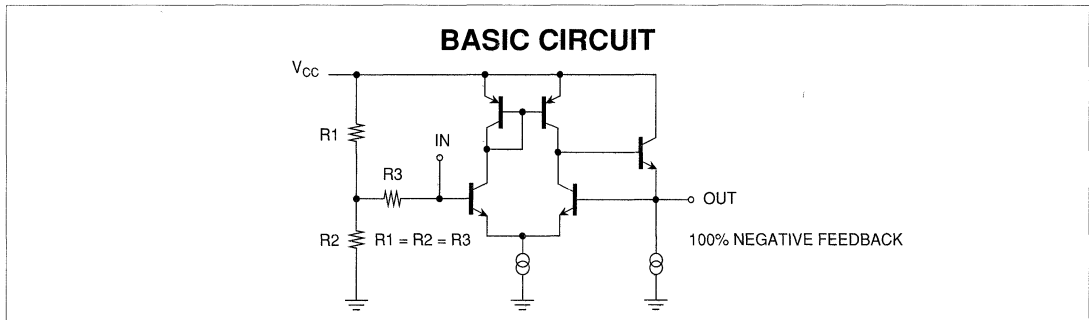 BASIC CIRCUIT
VCC
R1
IN
R3
OUT
R2
R1 = R2 = R3
100% NEGATIVE FEEDBACK